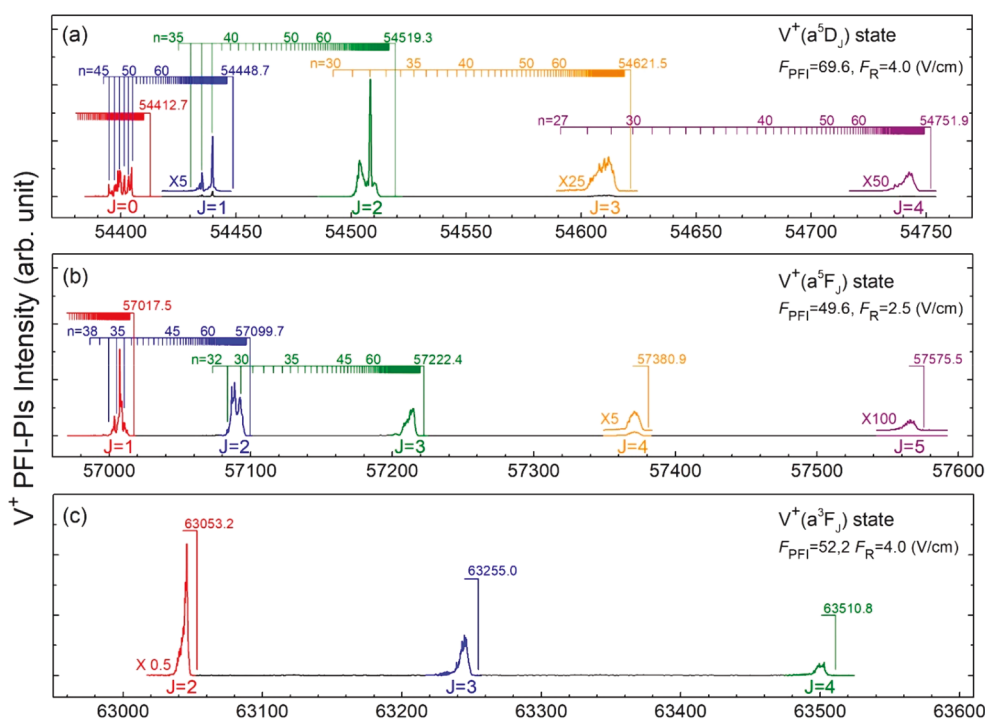 V⁺ PFI-PIs Intensity (arb. unit)
(a)
V⁺(a⁵D_J) state
F_PFI=69.6, F_R=4.0 (V/cm)
n=35 40 50 60 54519.3
n=45 50 60 54448.7
n=30 35 40 50 60 54621.5
54412.7
n=27 30 40 50 60 54751.9
X5
X25
X50
J=0 J=1 J=2 J=3 J=4
54400 54450 54500 54550 54600 54650 54700 54750
(b)
V⁺(a⁵F_J) state
F_PFI=49.6, F_R=2.5 (V/cm)
57017.5
n=38 35 45 60 57099.7
n=32 30 35 45 60 57222.4
57380.9
57575.5
X5
X100
J=1 J=2 J=3 J=4 J=5
57000 57100 57200 57300 57400 57500 57600
(c)
V⁺(a³F_J) state
F_PFI=52,2 F_R=4.0 (V/cm)
63053.2
63255.0
63510.8
X 0.5
J=2 J=3 J=4
63000 63100 63200 63300 63400 63500 63600